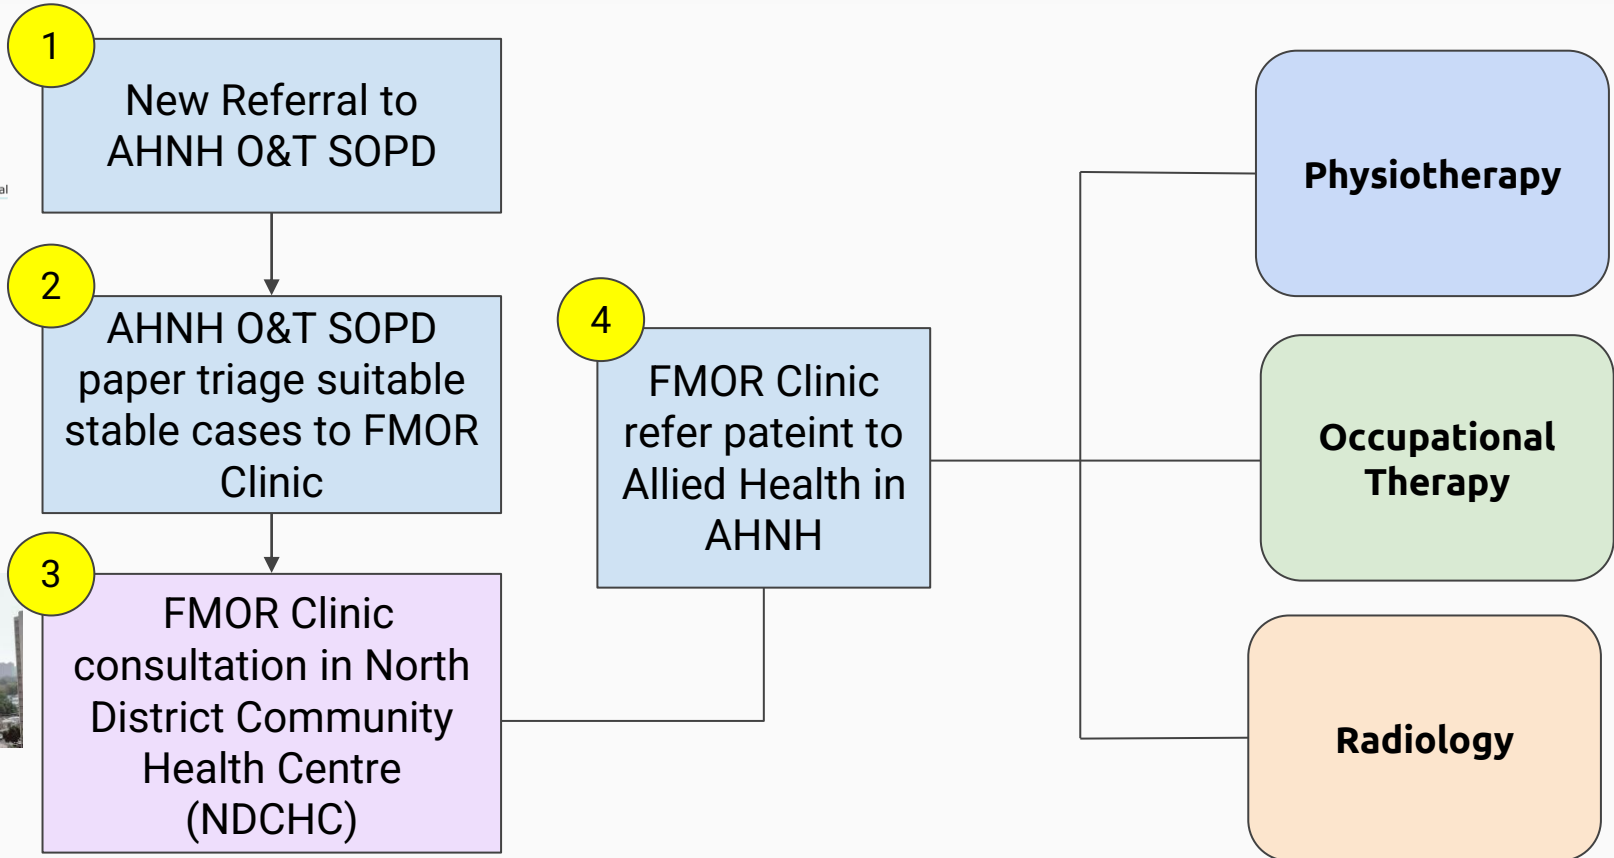 1
New Referral to
AHNH O&T SOPD
al
2
AHNH O&T SOPD
paper triage suitable
stable cases to FMOR
Clinic
3
FMOR Clinic
consultation in North
District Community
Health Centre
(NDCHC)
4
FMOR Clinic
refer pateint to
Allied Health in
AHNH
Physiotherapy
Occupational
Therapy
Radiology